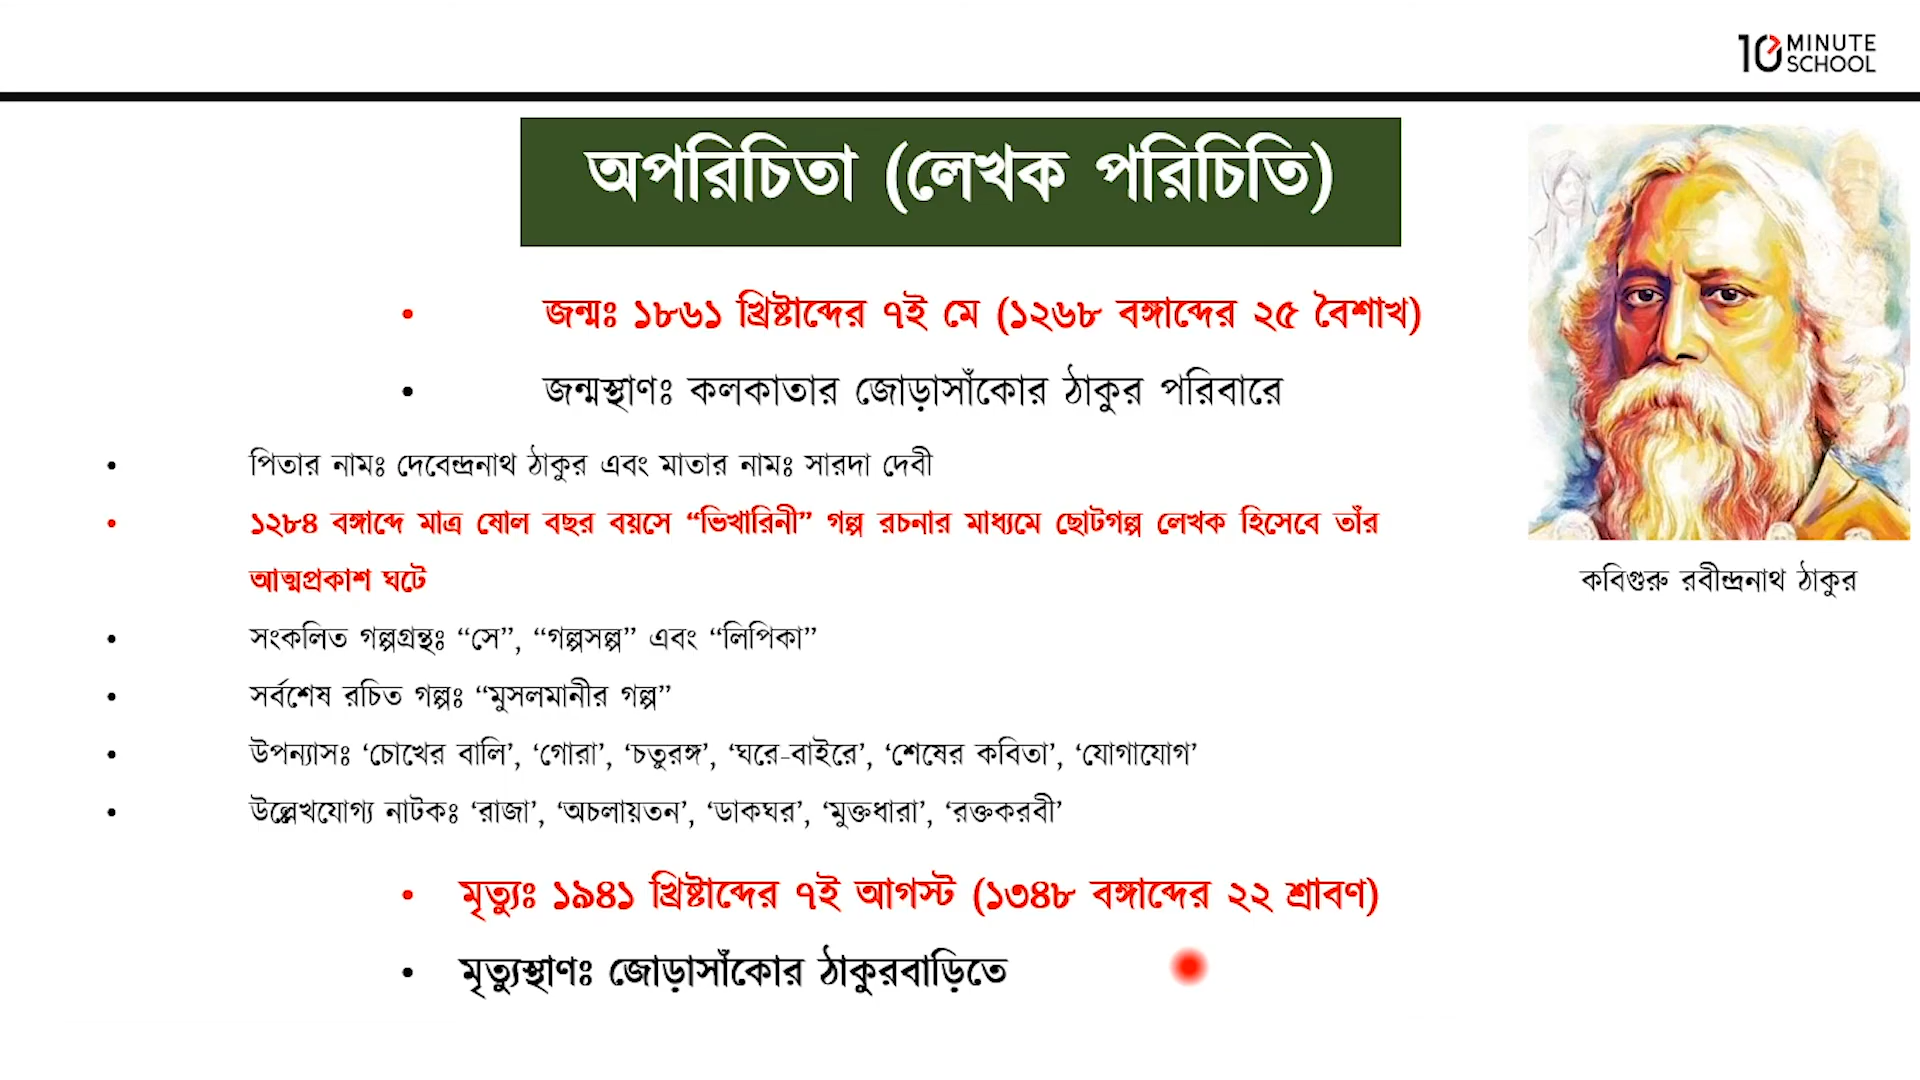 10 MINUTE SCHOOL
অপরিচিতা (লেখক পরিচিতি)
• জন্মঃ ১৮৬১ খ্রিষ্টাব্দের ৭ই মে (১২৬৮ বঙ্গাব্দের ২৫ বৈশাখ)
• জন্মস্থাণঃ কলকাতার জোড়াসাঁকোর ঠাকুর পরিবারে
• পিতার নামঃ দেবেন্দ্রনাথ ঠাকুর এবং মাতার নামঃ সারদা দেবী
• ১২৮৪ বঙ্গাব্দে মাত্র ষোল বছর বয়সে “ভিখারিনী” গল্প রচনার মাধ্যমে ছোটগল্প লেখক হিসেবে তাঁর
আত্মপ্রকাশ ঘটে
কবিগুরু রবীন্দ্রনাথ ঠাকুর
• সংকলিত গল্পগ্রন্থঃ “সে”, “গল্পসল্প” এবং “লিপিকা”
• সর্বশেষ রচিত গল্পঃ “মুসলমানীর গল্প”
• উপন্যাসঃ ‘চোখের বালি’, ‘গোরা’, ‘চতুরঙ্গ’, ‘ঘরে-বাইরে’, ‘শেষের কবিতা’, ‘যোগাযোগ’
• উল্লেখযোগ্য নাটকঃ ‘রাজা’, ‘অচলায়তন’, ‘ডাকঘর’, ‘মুক্তধারা’, ‘রক্তকরবী’
• মৃত্যুঃ ১৯৪১ খ্রিষ্টাব্দের ৭ই আগস্ট (১৩৪৮ বঙ্গাব্দের ২২ শ্রাবণ)
• মৃত্যুস্থাণঃ জোড়াসাঁকোর ঠাকুরবাড়িতে